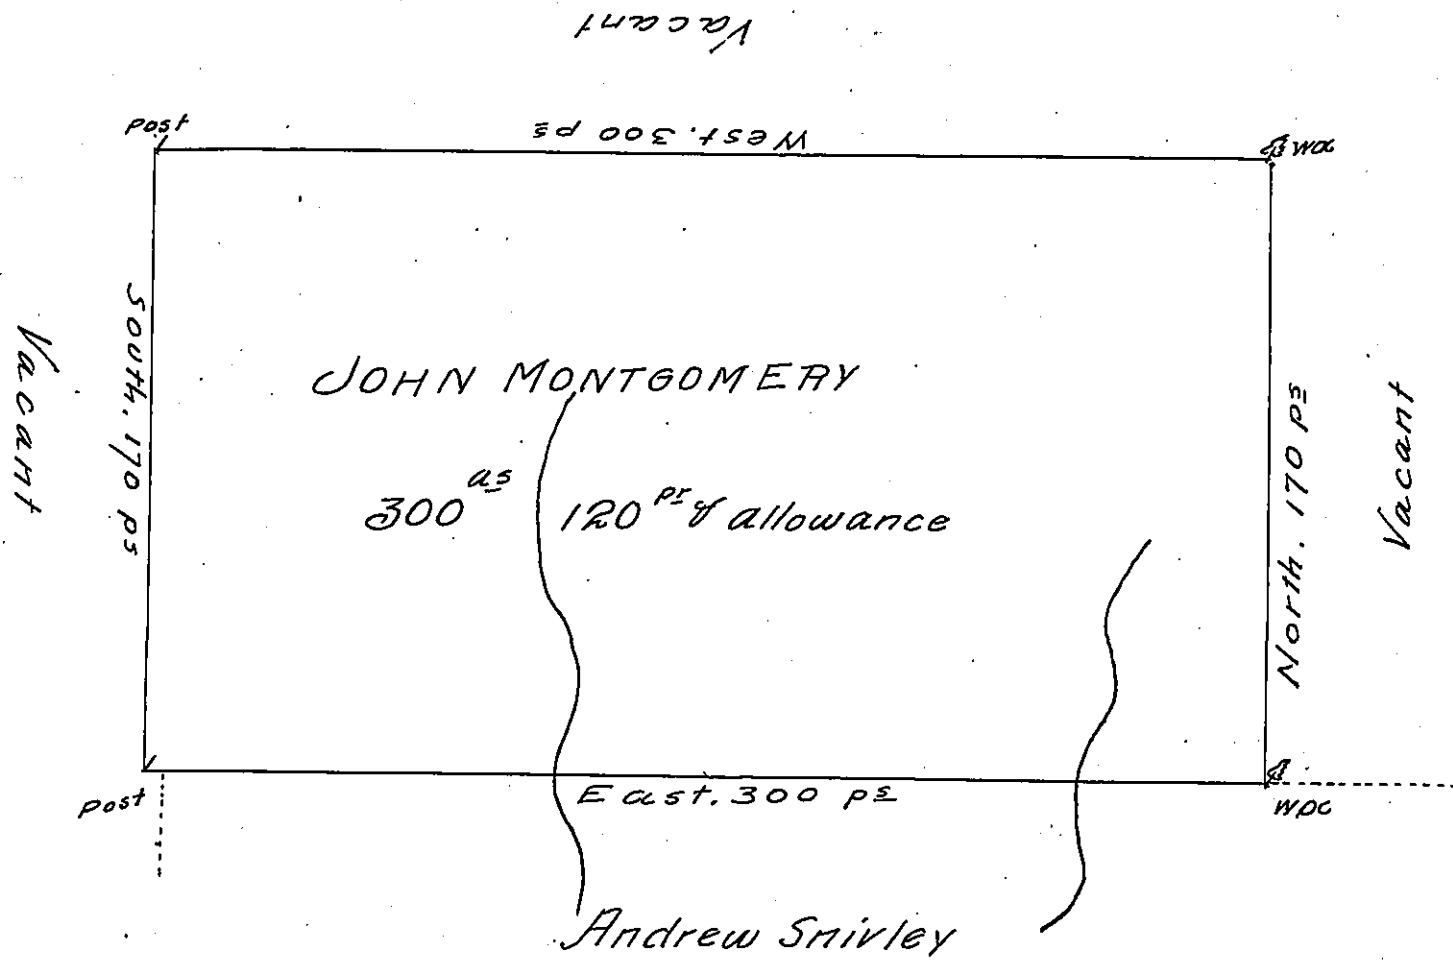 Vacant
Post
West. 300 ps
wo
South. 170 ps
Vacant
JOHN MONTGOMERY
300 as 120 pr & allowance
North. 170 ps
Vacant
Post
East. 300 ps
wpo
Andrew Snivley